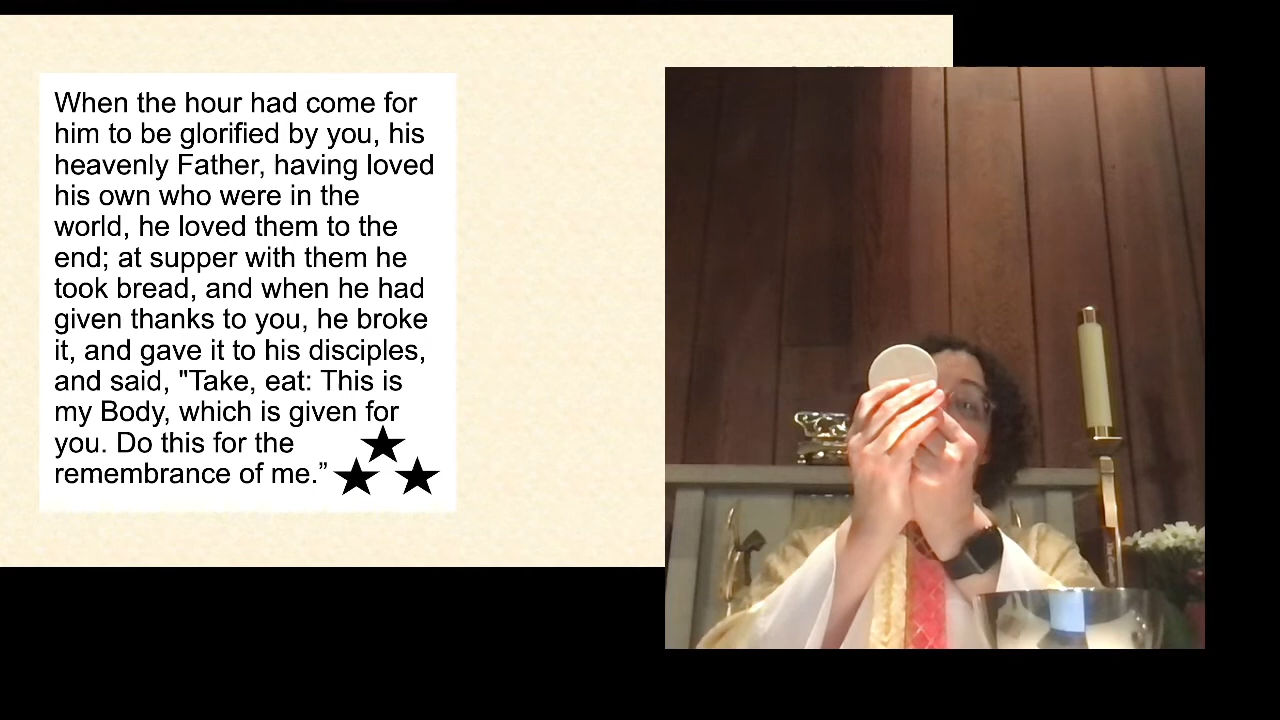 When the hour had come for
him to be glorified by you, his
heavenly Father, having loved
his own who were in the
world, he loved them to the
end; at supper with them he
took bread, and when he had
given thanks to you, he broke
it, and gave it to his disciples,
and said, "Take, eat: This is
my Body, which is given for
you. Do this for the
remembrance of me.”